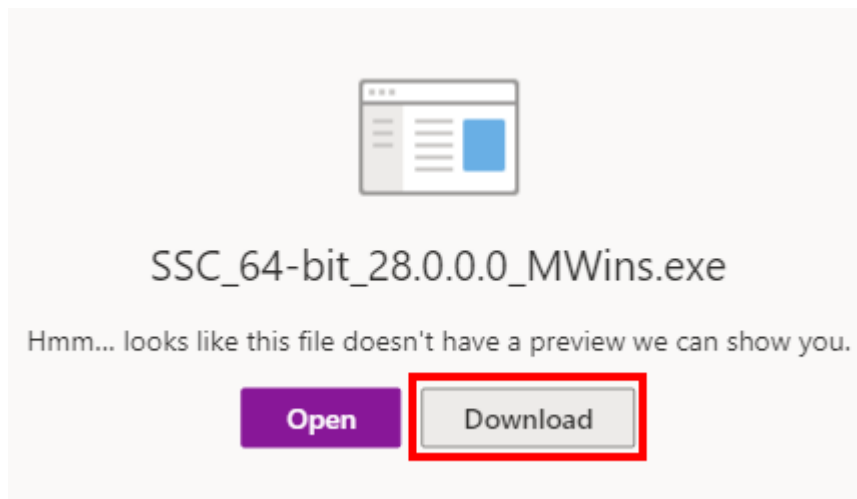 SSC_64-bit_28.0.0.0_MWins.exe
Hmm... looks like this file doesn't have a preview we can show you.
Open Download